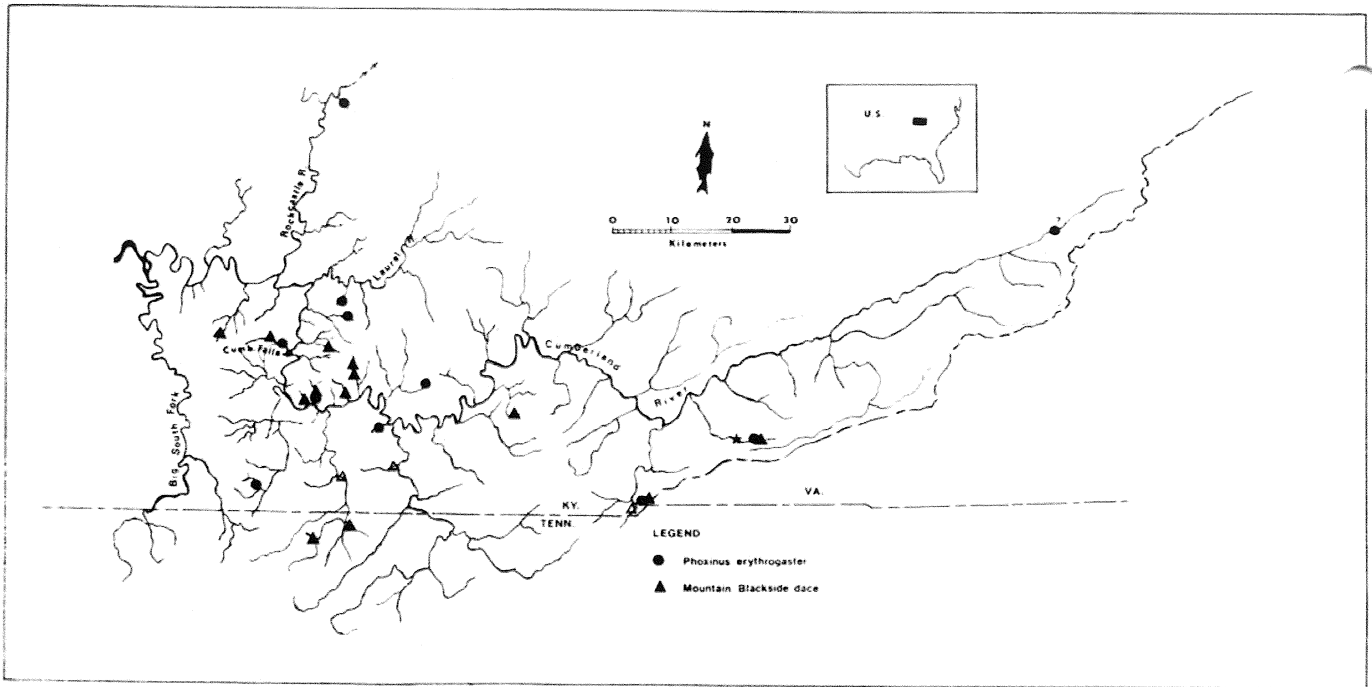 U.S.
N
0 10 20 30
Kilometers
Rockcastle R.
Laurel R.
?
Cumb. Falls
Cumberland
River
Big South Fork
KY.
VA.
TENN.
LEGEND
Phoxinus erythrogaster
Mountain Blackside dace